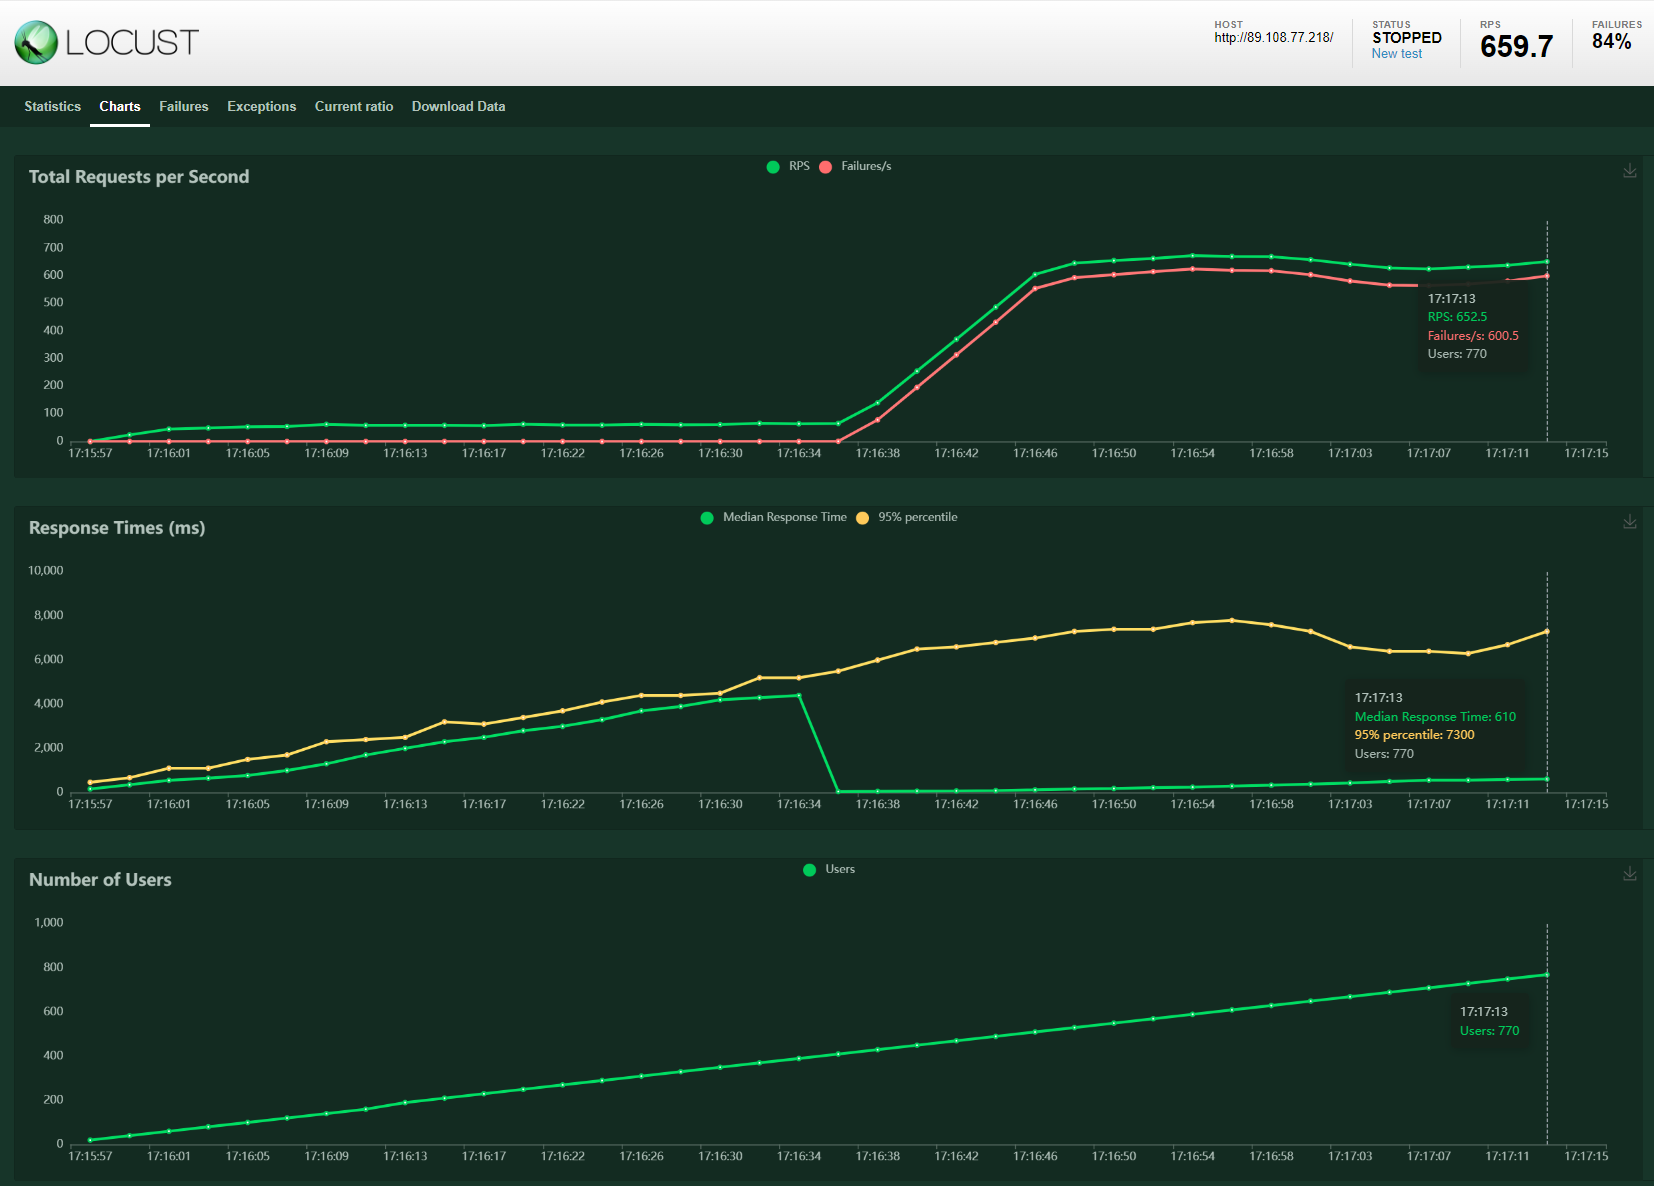 LOCUST
HOST
http://89.108.77.218/
STATUS
STOPPED
New test
RPS
659.7
FAILURES
84%
Statistics Charts Failures Exceptions Current ratio Download Data
Total Requests per Second
RPS Failures/s
800
700
600
500
400
300
200
100
0
17:17:13
RPS: 652.5
Failures/s: 600.5
Users: 770
17:15:57 17:16:01 17:16:05 17:16:09 17:16:13 17:16:17 17:16:22 17:16:26 17:16:30 17:16:34 17:16:38 17:16:42 17:16:46 17:16:50 17:16:54 17:16:58 17:17:03 17:17:07 17:17:11 17:17:15
Response Times (ms)
Median Response Time 95% percentile
10,000
8,000
6,000
4,000
2,000
0
17:17:13
Median Response Time: 610
95% percentile: 7300
Users: 770
17:15:57 17:16:01 17:16:05 17:16:09 17:16:13 17:16:17 17:16:22 17:16:26 17:16:30 17:16:34 17:16:38 17:16:42 17:16:46 17:16:50 17:16:54 17:16:58 17:17:03 17:17:07 17:17:11 17:17:15
Number of Users
Users
1,000
800
600
400
200
0
17:17:13
Users: 770
17:15:57 17:16:01 17:16:05 17:16:09 17:16:13 17:16:17 17:16:22 17:16:26 17:16:30 17:16:34 17:16:38 17:16:42 17:16:46 17:16:50 17:16:54 17:16:58 17:17:03 17:17:07 17:17:11 17:17:15